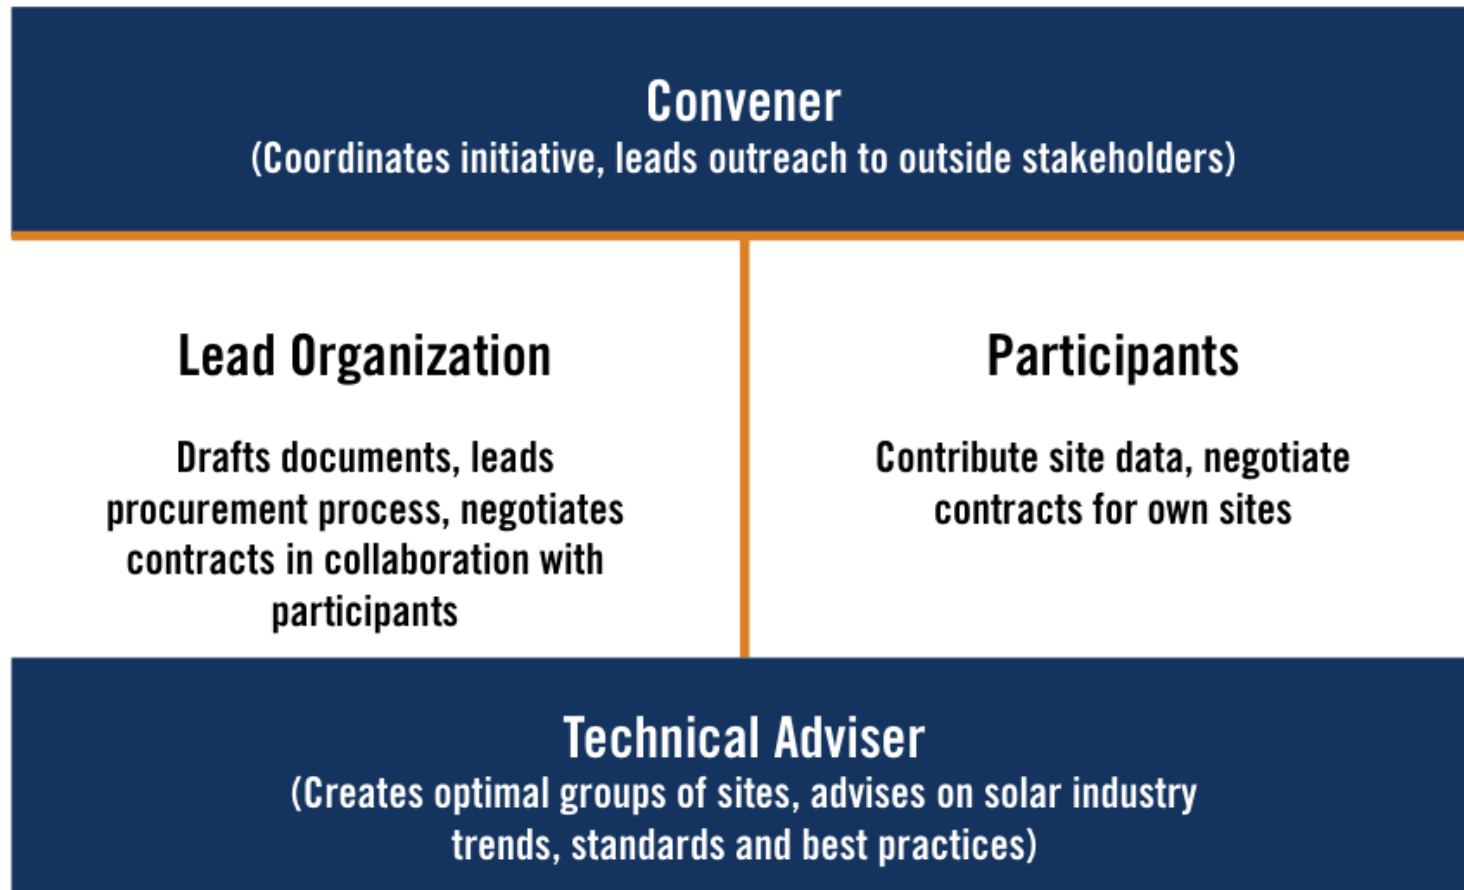 Convener
(Coordinates initiative, leads outreach to outside stakeholders)
Lead Organization
Drafts documents, leads
procurement process, negotiates
contracts in collaboration with
participants
Participants
Contribute site data, negotiate
contracts for own sites
Technical Adviser
(Creates optimal groups of sites, advises on solar industry
trends, standards and best practices)